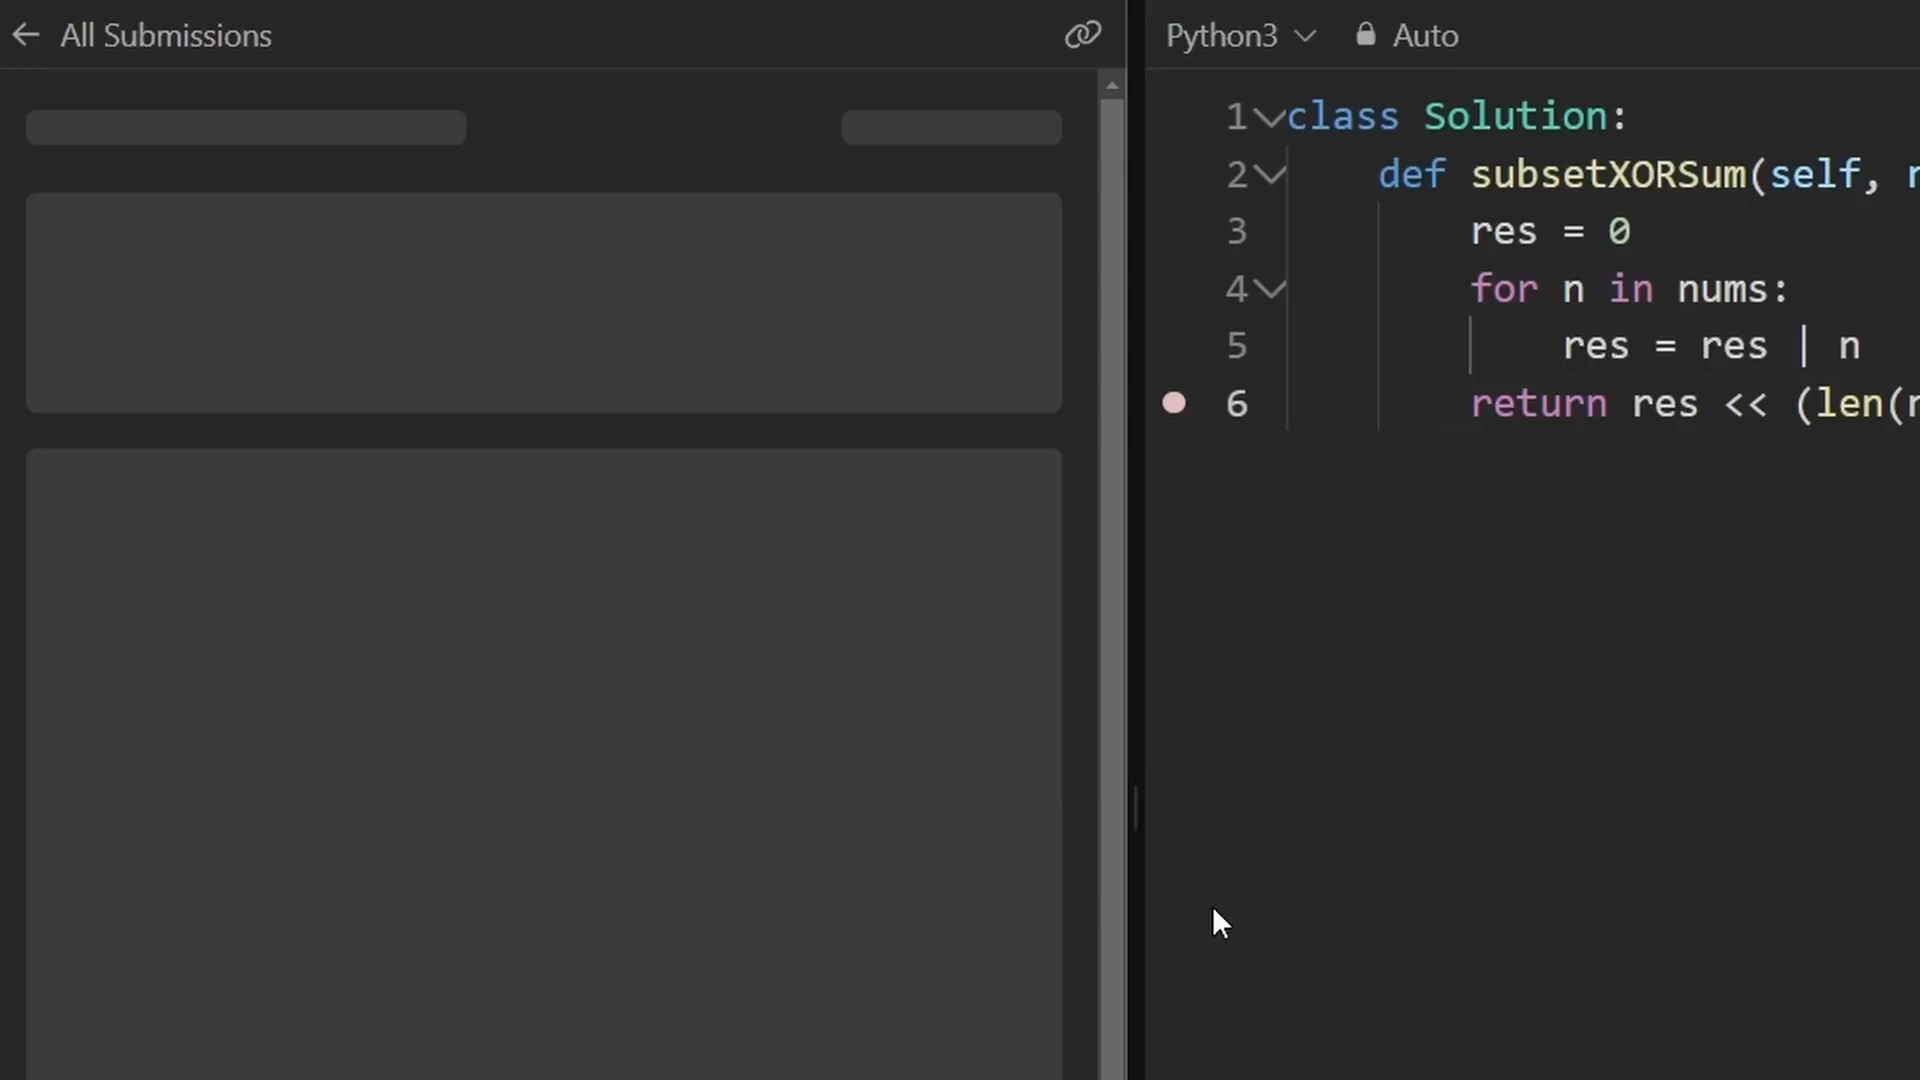 All Submissions
Python3 Auto
1 class Solution:
2 def subsetXORSum(self,
3 res = 0
4 for n in nums:
5 res = res | n
6 return res << (len(